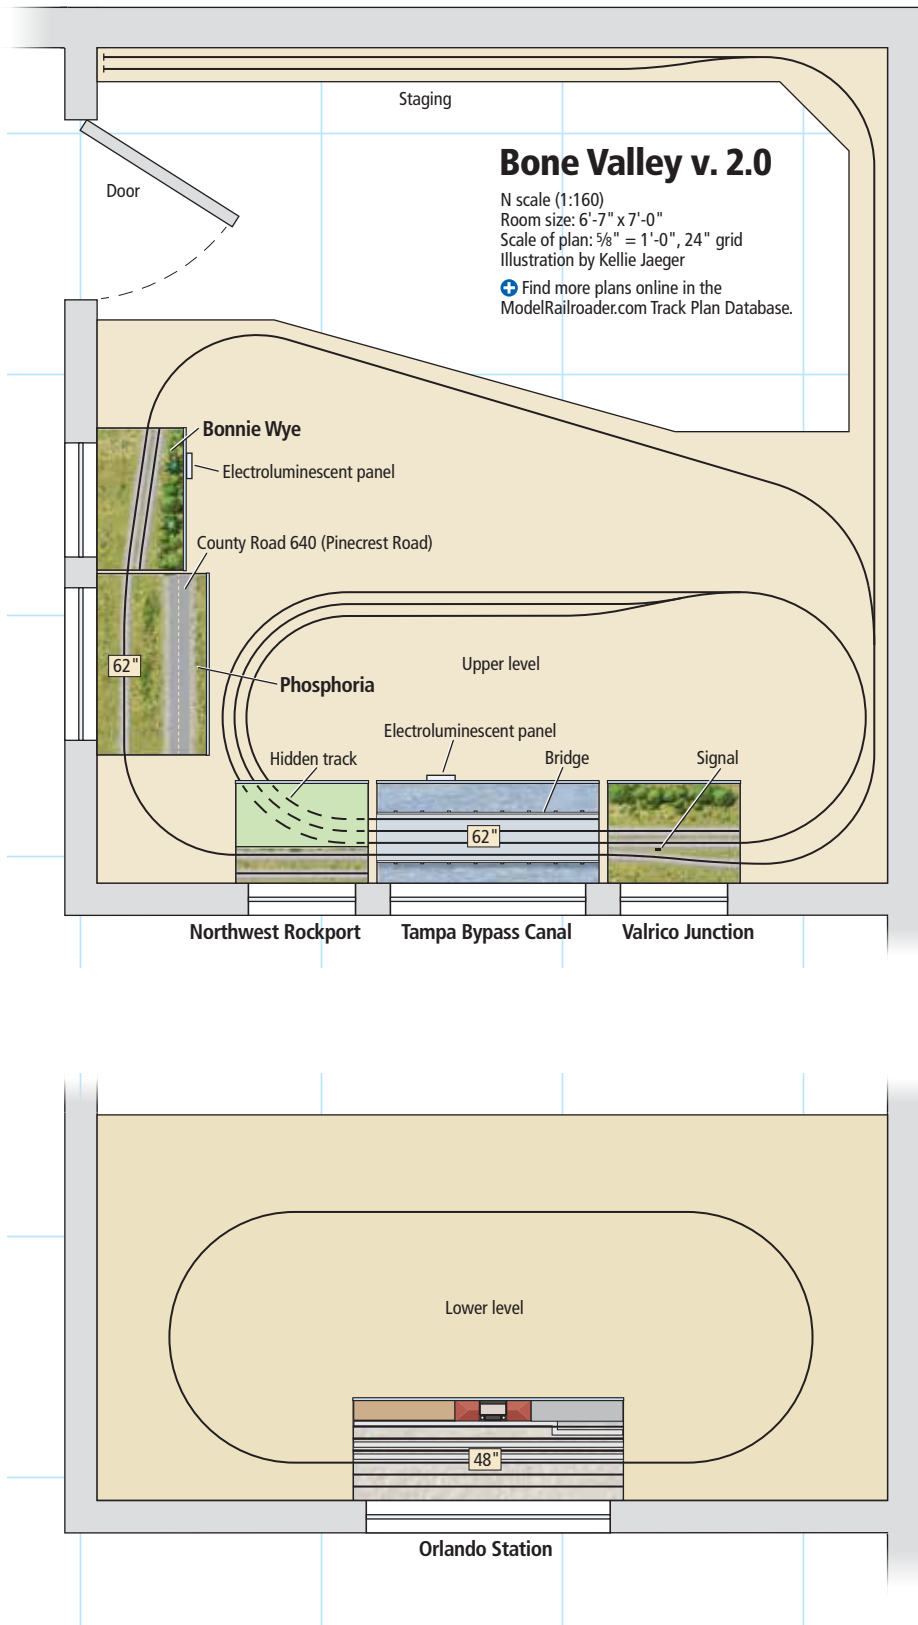 Staging
Door
Bone Valley v. 2.0
N scale (1:160)
Room size: 6'-7" x 7'-0"
Scale of plan: 5⁄8" = 1'-0", 24" grid
Illustration by Kellie Jaeger
Find more plans online in the
ModelRailroader.com Track Plan Database.
Bonnie Wye
Electroluminescent panel
County Road 640 (Pinecrest Road)
62"
Upper level
Phosphoria
Electroluminescent panel
Hidden track
Bridge
Signal
62"
Northwest Rockport
Tampa Bypass Canal
Valrico Junction
Lower level
48"
Orlando Station